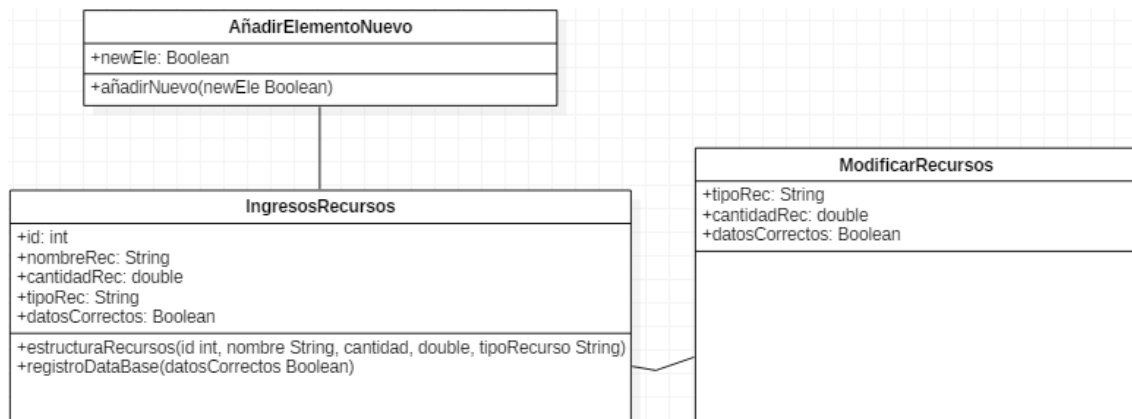 AñadirElementoNuevo
+newEle: Boolean
+añadirNuevo(newEle Boolean)
IngresosRecursos
+id: int
+nombreRec: String
+cantidadRec: double
+tipoRec: String
+datosCorrectos: Boolean
+estructuraRecursos(id int, nombre String, cantidad, double, tipoRecurso String)
+registroDataBase(datosCorrectos Boolean)
ModificarRecursos
+tipoRec: String
+cantidadRec: double
+datosCorrectos: Boolean